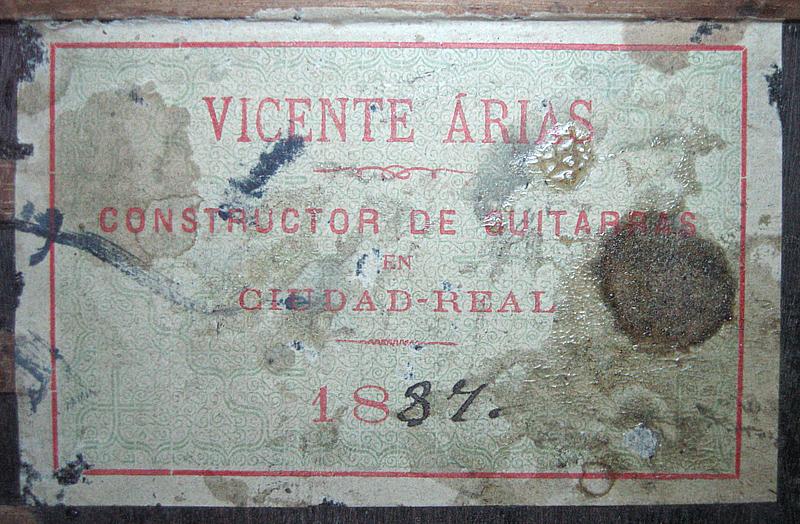 VICENTE ÁRIAS
CONSTRUCTOR DE GUITARRAS
EN
CIUDAD-REAL
1887.